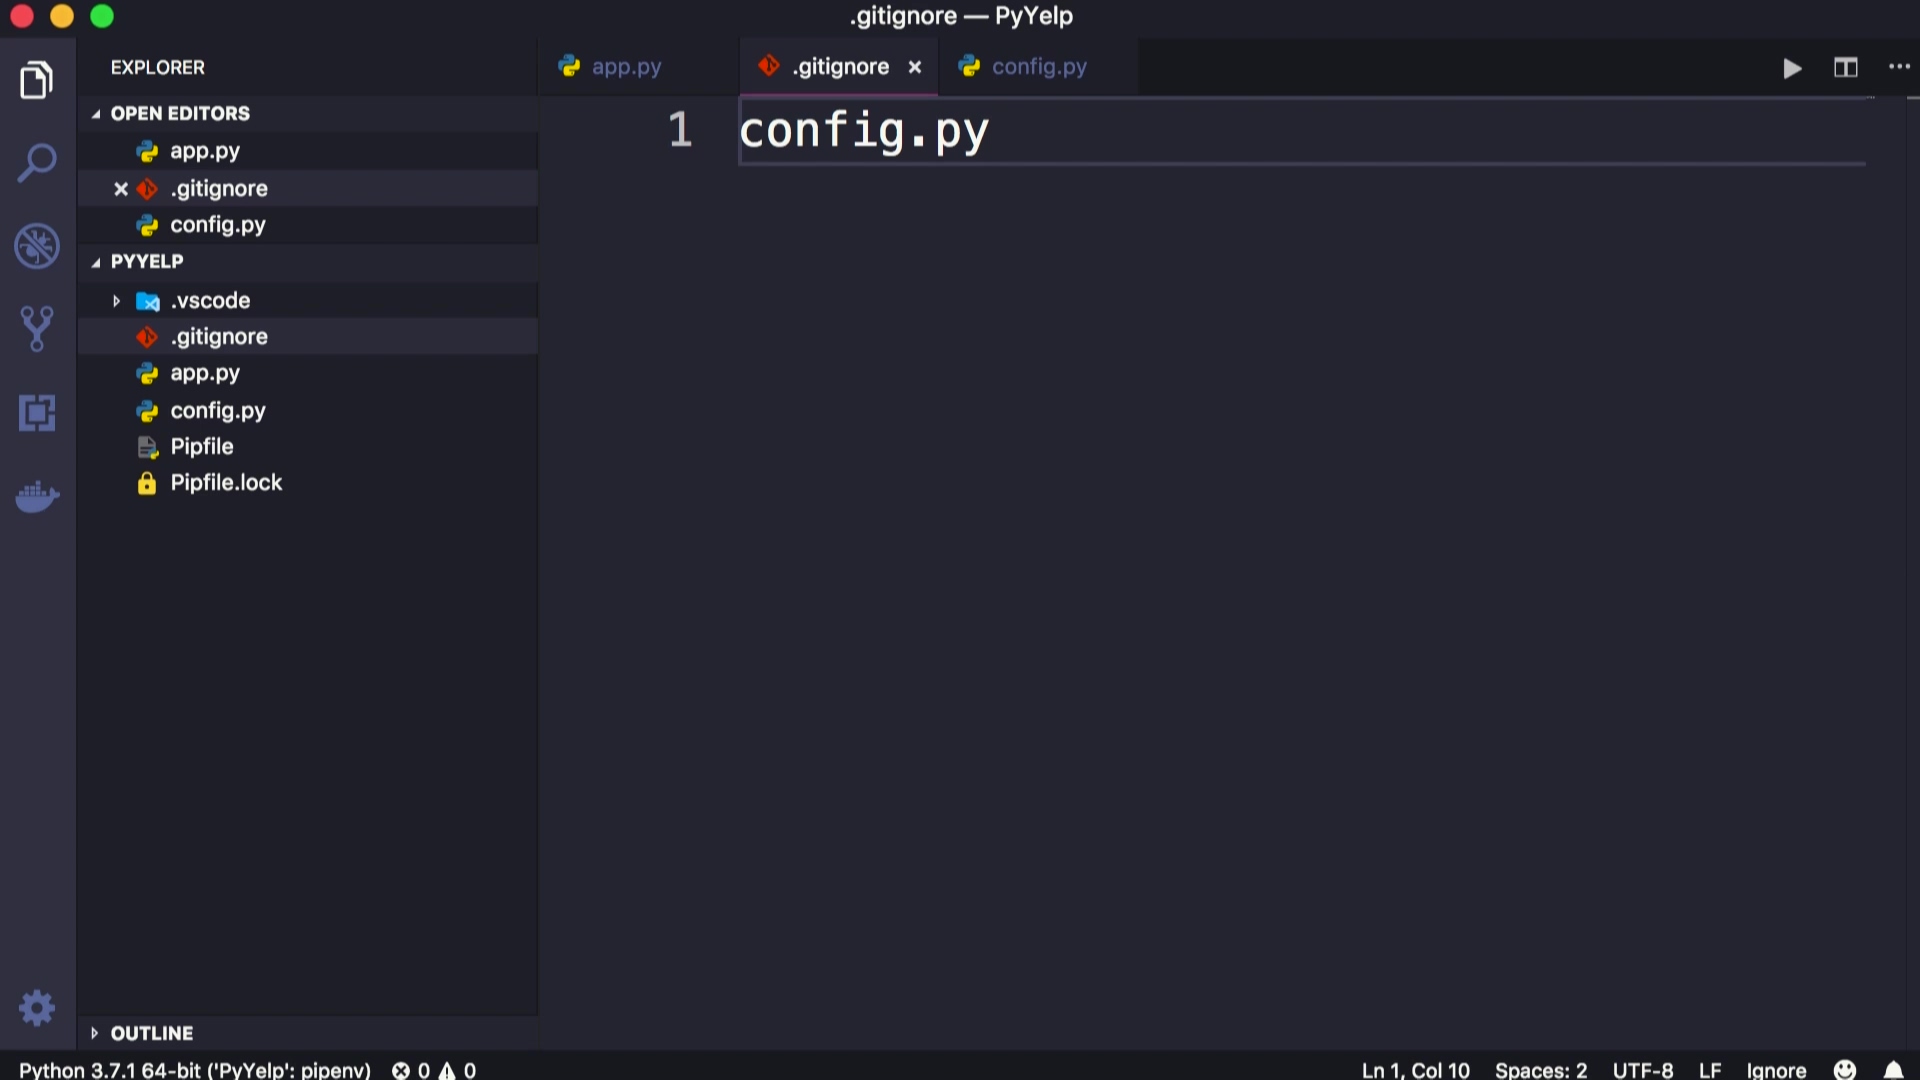 .gitignore — PyYelp
EXPLORER
OPEN EDITORS
app.py
.gitignore
config.py
PYYELP
.vscode
.gitignore
app.py
config.py
Pipfile
Pipfile.lock
OUTLINE
app.py
.gitignore
config.py
1 config.py
Python 3.7.1 64-bit ('PyYelp': pipenv) 0 0
Ln 1, Col 10 Spaces: 2 UTF-8 LF Ignore